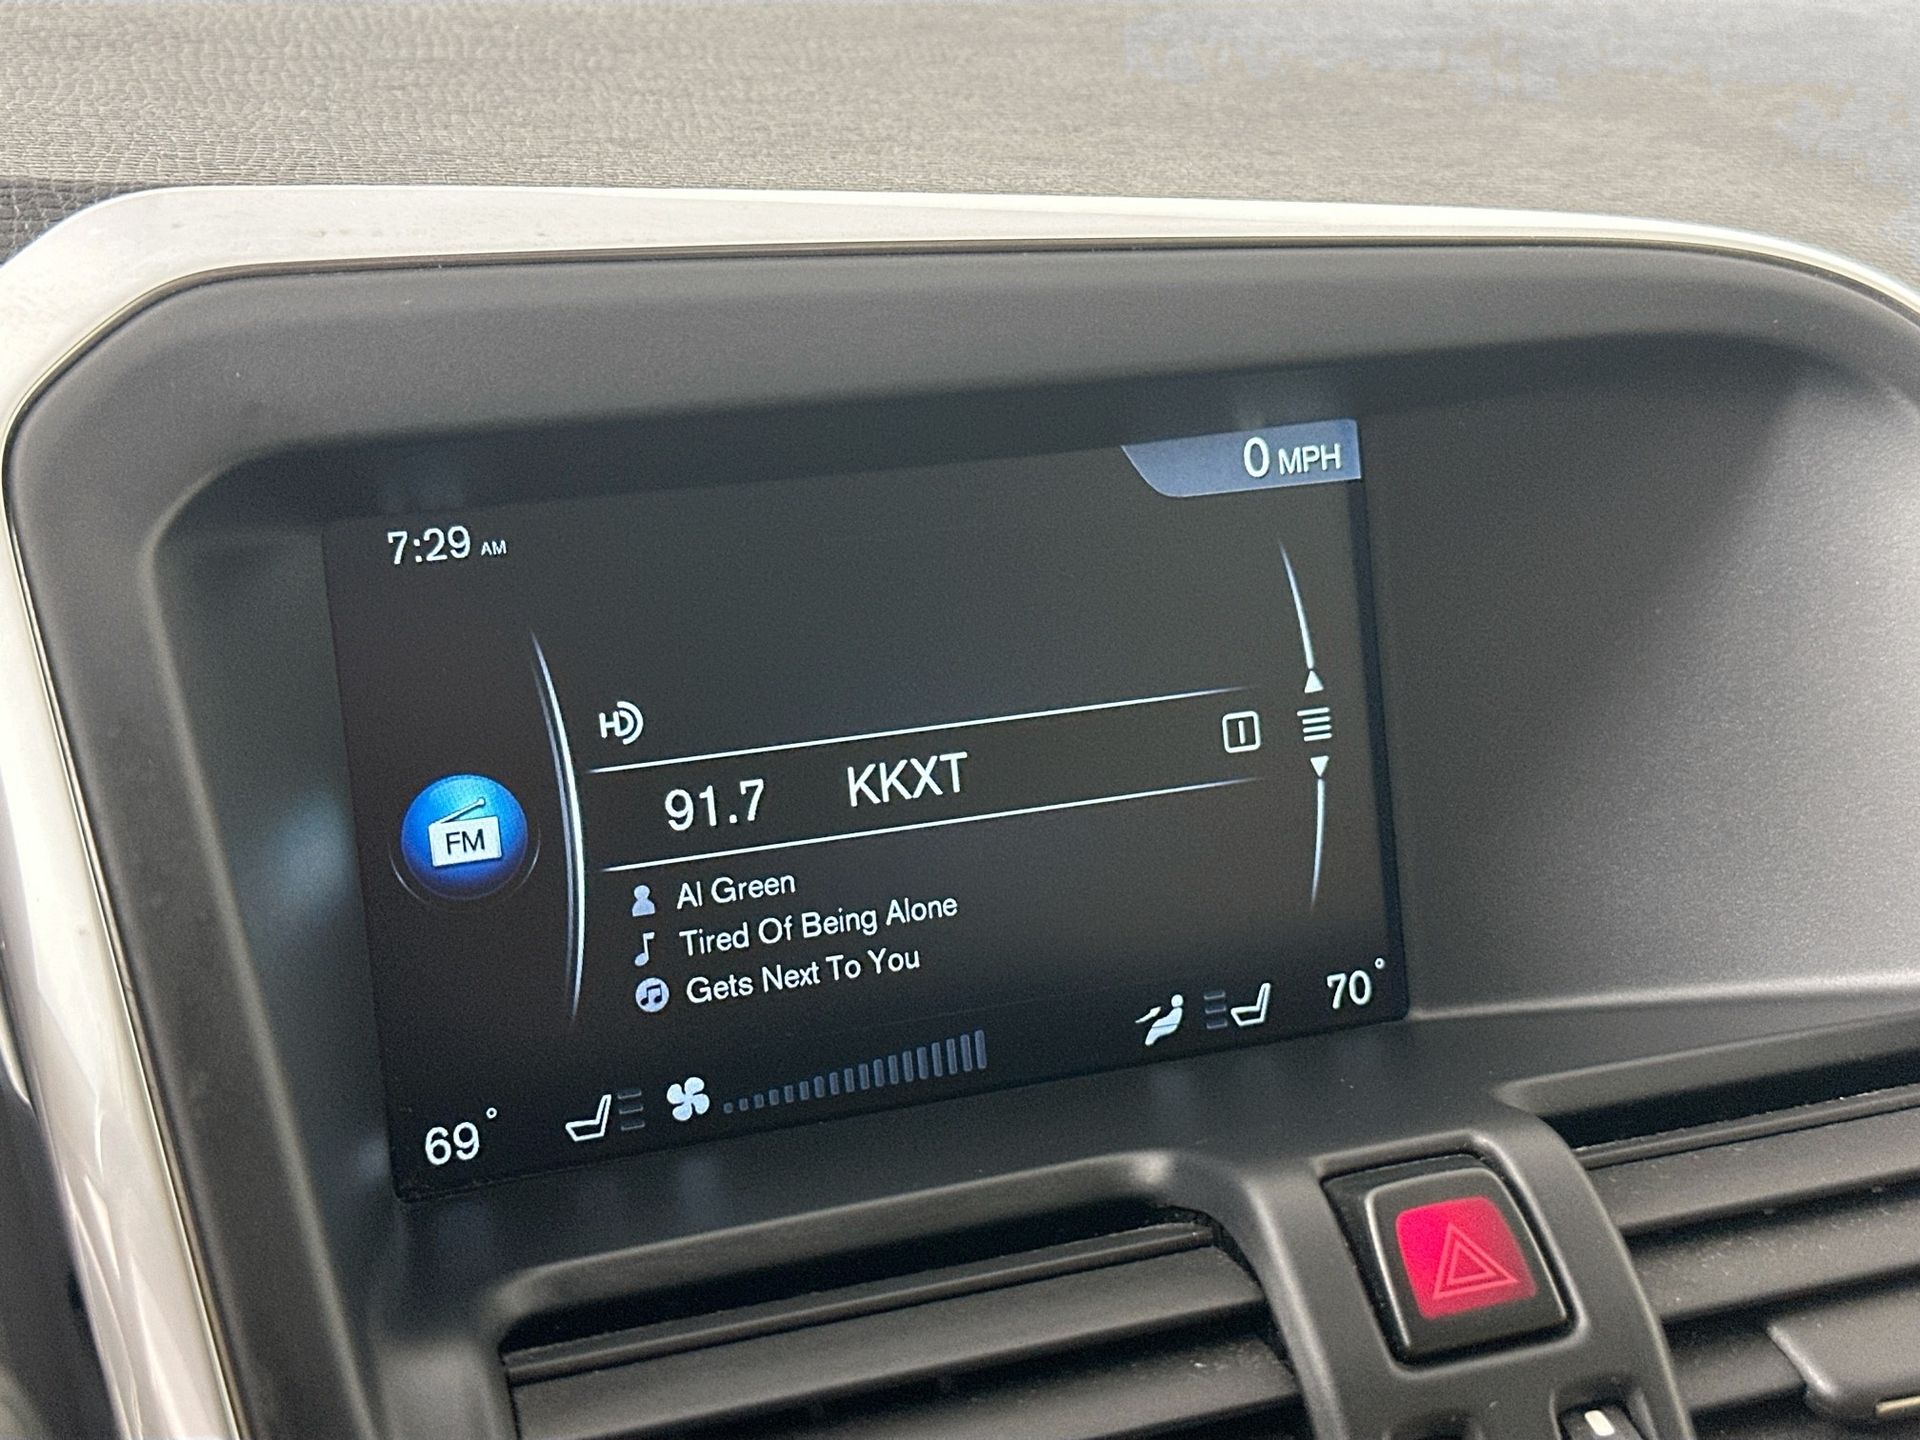 0 MPH
7:29 AM
HD
91.7 KKXT
FM
Al Green
Tired Of Being Alone
Gets Next To You
70°
69°